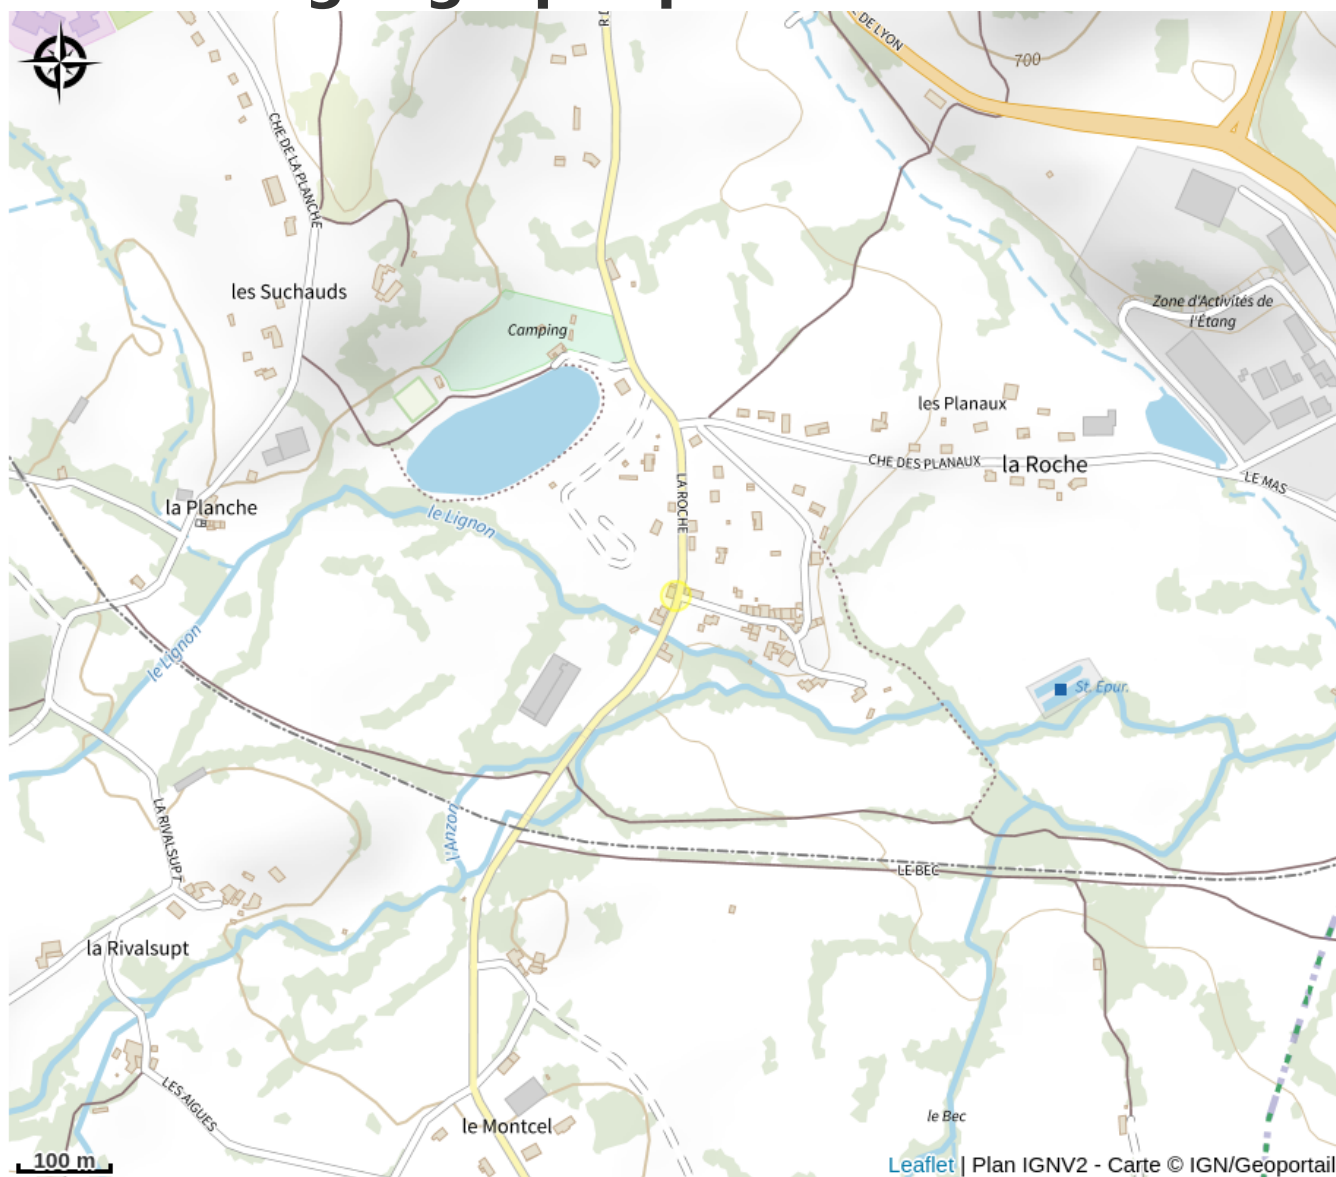 DE LYON
700
CHE DE LA PLANCHE
les Suchauds
Camping
Zone d'Activités de
l'Étang
les Planaux
CHE DES PLANAUX
la Roche
LE MAS
LA ROCHE
la Planche
le Lignon
le Lignon
St. Epur.
LA RIVALSUPT
l'Anzon
LE BEC
la Rivalsupt
LES AIGUES
le Montcel
le Bec
100 m
Leaflet | Plan IGNV2 - Carte © IGN/Geoportail